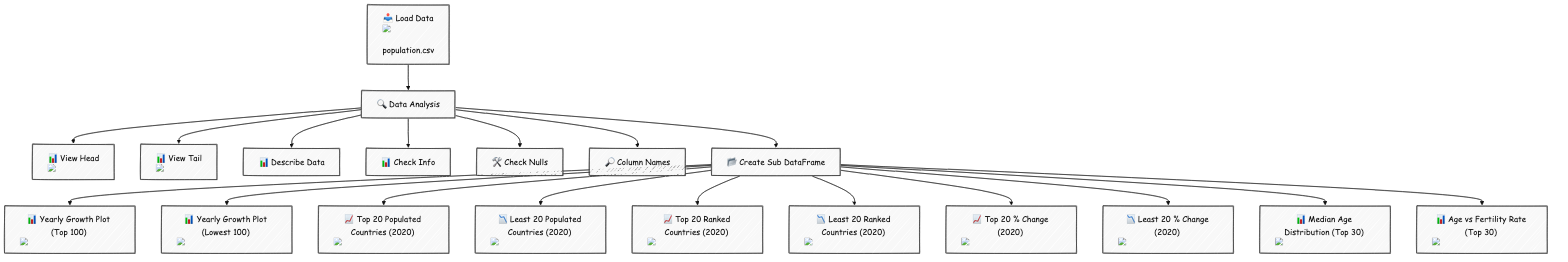 📥 Load Data
population.csv
🔍 Data Analysis
📊 View Head
📊 View Tail
📊 Describe Data
📊 Check Info
🛠 Check Nulls
🔎 Column Names
🗃 Create Sub DataFrame
📊 Yearly Growth Plot
(Top 100)
📊 Yearly Growth Plot
(Lowest 100)
📈 Top 20 Populated
Countries (2020)
📉 Least 20 Populated
Countries (2020)
📈 Top 20 Ranked
Countries (2020)
📉 Least 20 Ranked
Countries (2020)
📈 Top 20 % Change
(2020)
📉 Least 20 % Change
(2020)
📊 Median Age
Distribution (Top 30)
📊 Age vs Fertility Rate
(Top 30)